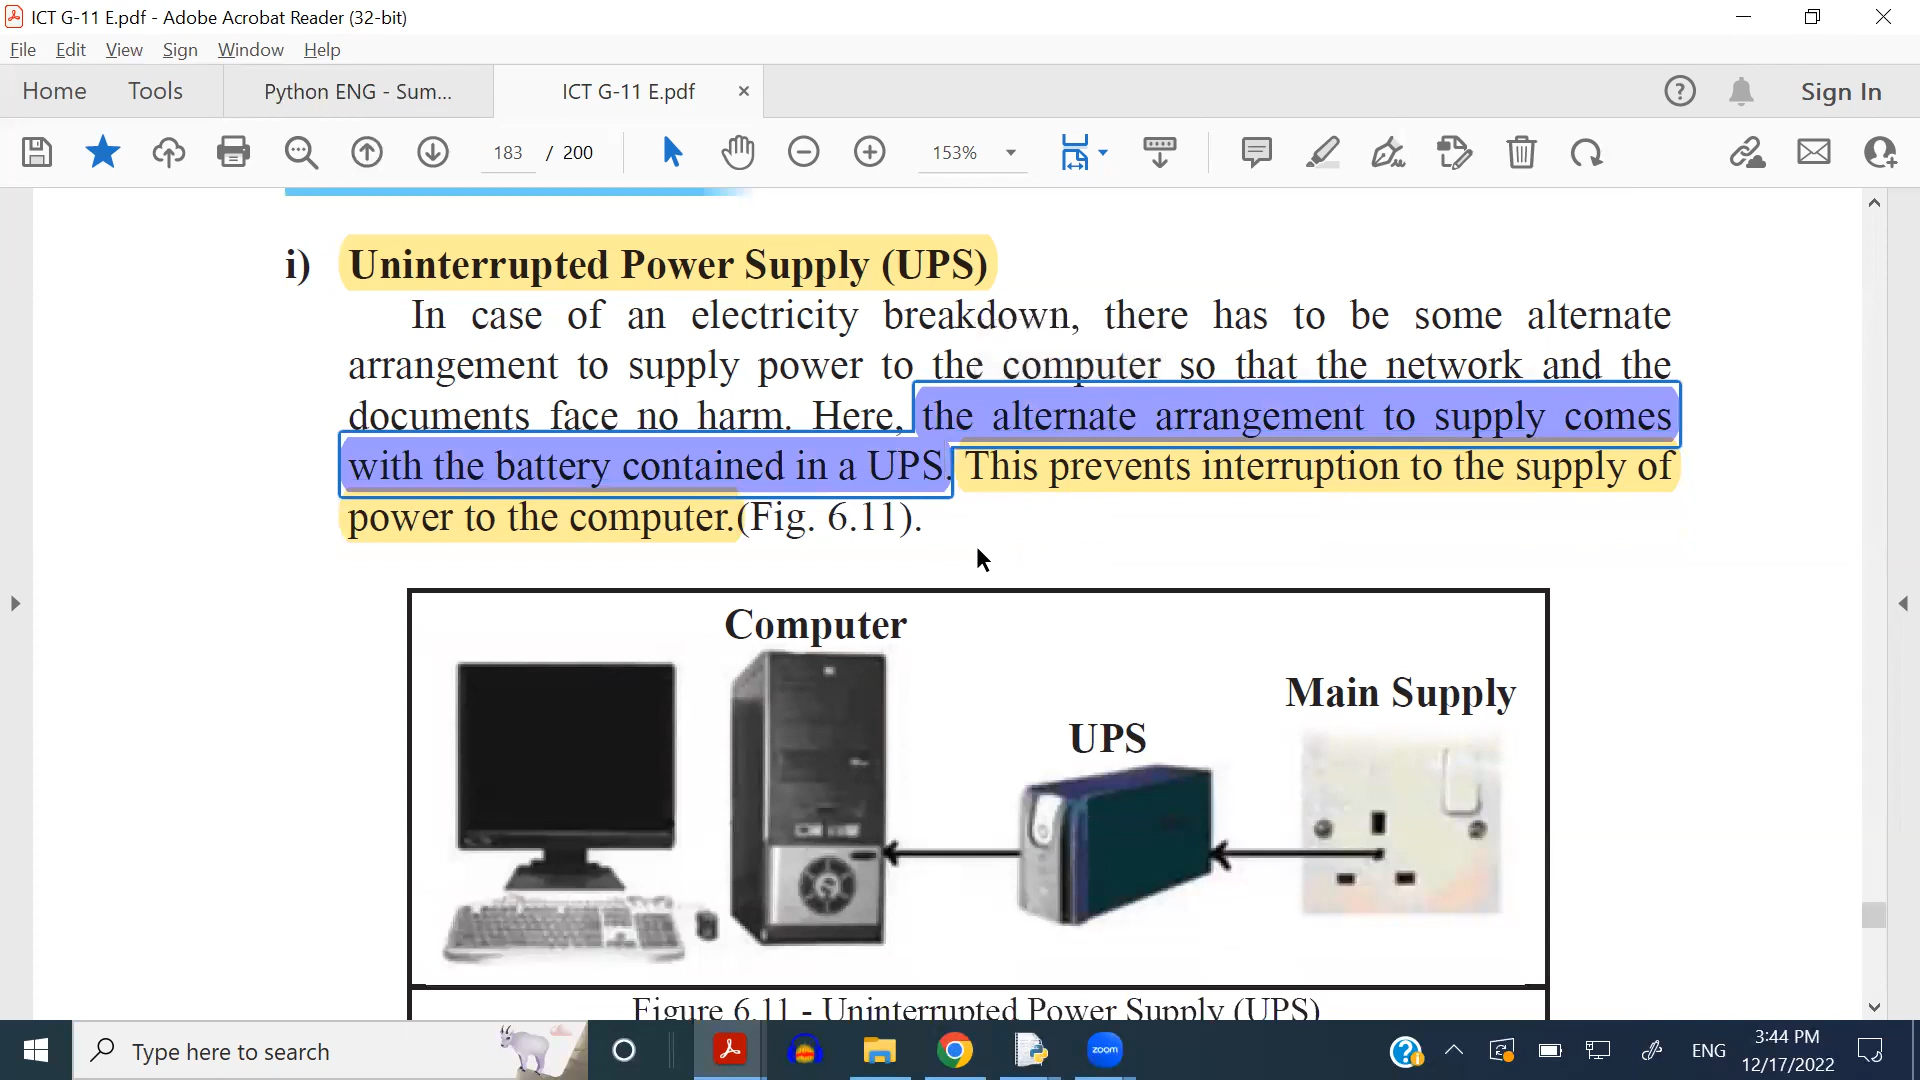 ICT G-11 E.pdf - Adobe Acrobat Reader (32-bit)
File Edit View Sign Window Help
Home Tools Python ENG - Sum... ICT G-11 E.pdf × Sign In
183 / 200 153%
i) Uninterrupted Power Supply (UPS)
In case of an electricity breakdown, there has to be some alternate
arrangement to supply power to the computer so that the network and the
documents face no harm. Here, the alternate arrangement to supply comes
with the battery contained in a UPS. This prevents interruption to the supply of
power to the computer.(Fig. 6.11).
Computer
Main Supply
UPS
Figure 6.11 - Uninterrupted Power Supply (UPS)
Type here to search
zoom
ENG
3:44 PM
12/17/2022